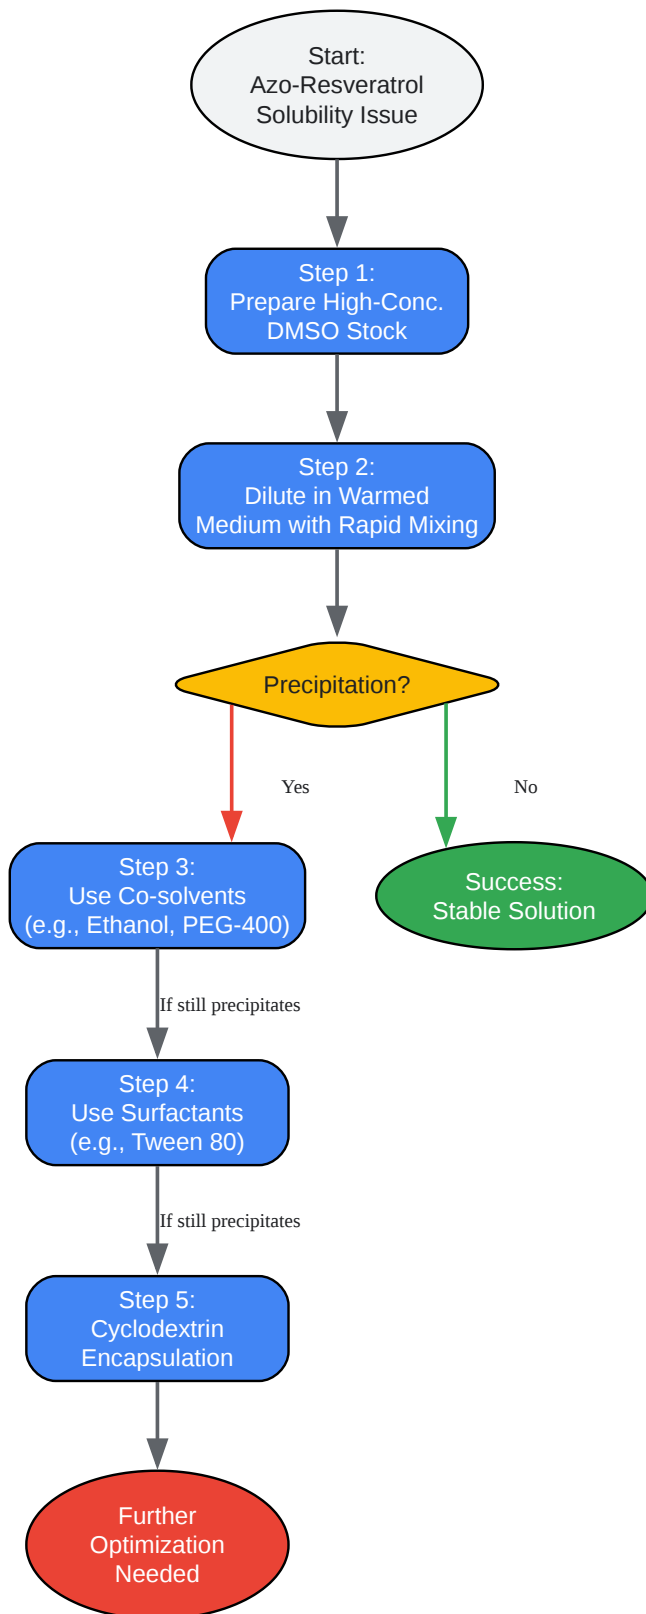 Start:
Azo-Resveratrol
Solubility Issue
Step 1:
Prepare High-Conc.
DMSO Stock
Step 2:
Dilute in Warmed
Medium with Rapid Mixing
Precipitation?
Yes
No
Step 3:
Use Co-solvents
(e.g., Ethanol, PEG-400)
Success:
Stable Solution
If still precipitates
Step 4:
Use Surfactants
(e.g., Tween 80)
If still precipitates
Step 5:
Cyclodextrin
Encapsulation
Further
Optimization
Needed